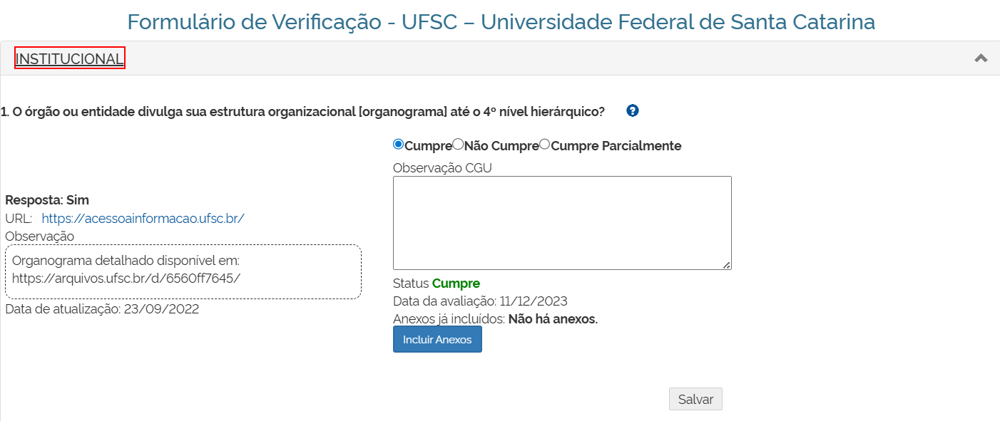 Formulário de Verificação - UFSC – Universidade Federal de Santa Catarina
INSTITUCIONAL
1. O órgão ou entidade divulga sua estrutura organizacional [organograma] até o 4º nível hierárquico?
Resposta: Sim
URL: https://acessoainformacao.ufsc.br/
Observação
Organograma detalhado disponível em:
https://arquivos.ufsc.br/d/6560ff7645/
Data de atualização: 23/09/2022
Cumpre Não Cumpre Cumpre Parcialmente
Observação CGU
Status Cumpre
Data da avaliação: 11/12/2023
Anexos já incluídos: Não há anexos.
Incluir Anexos
Salvar